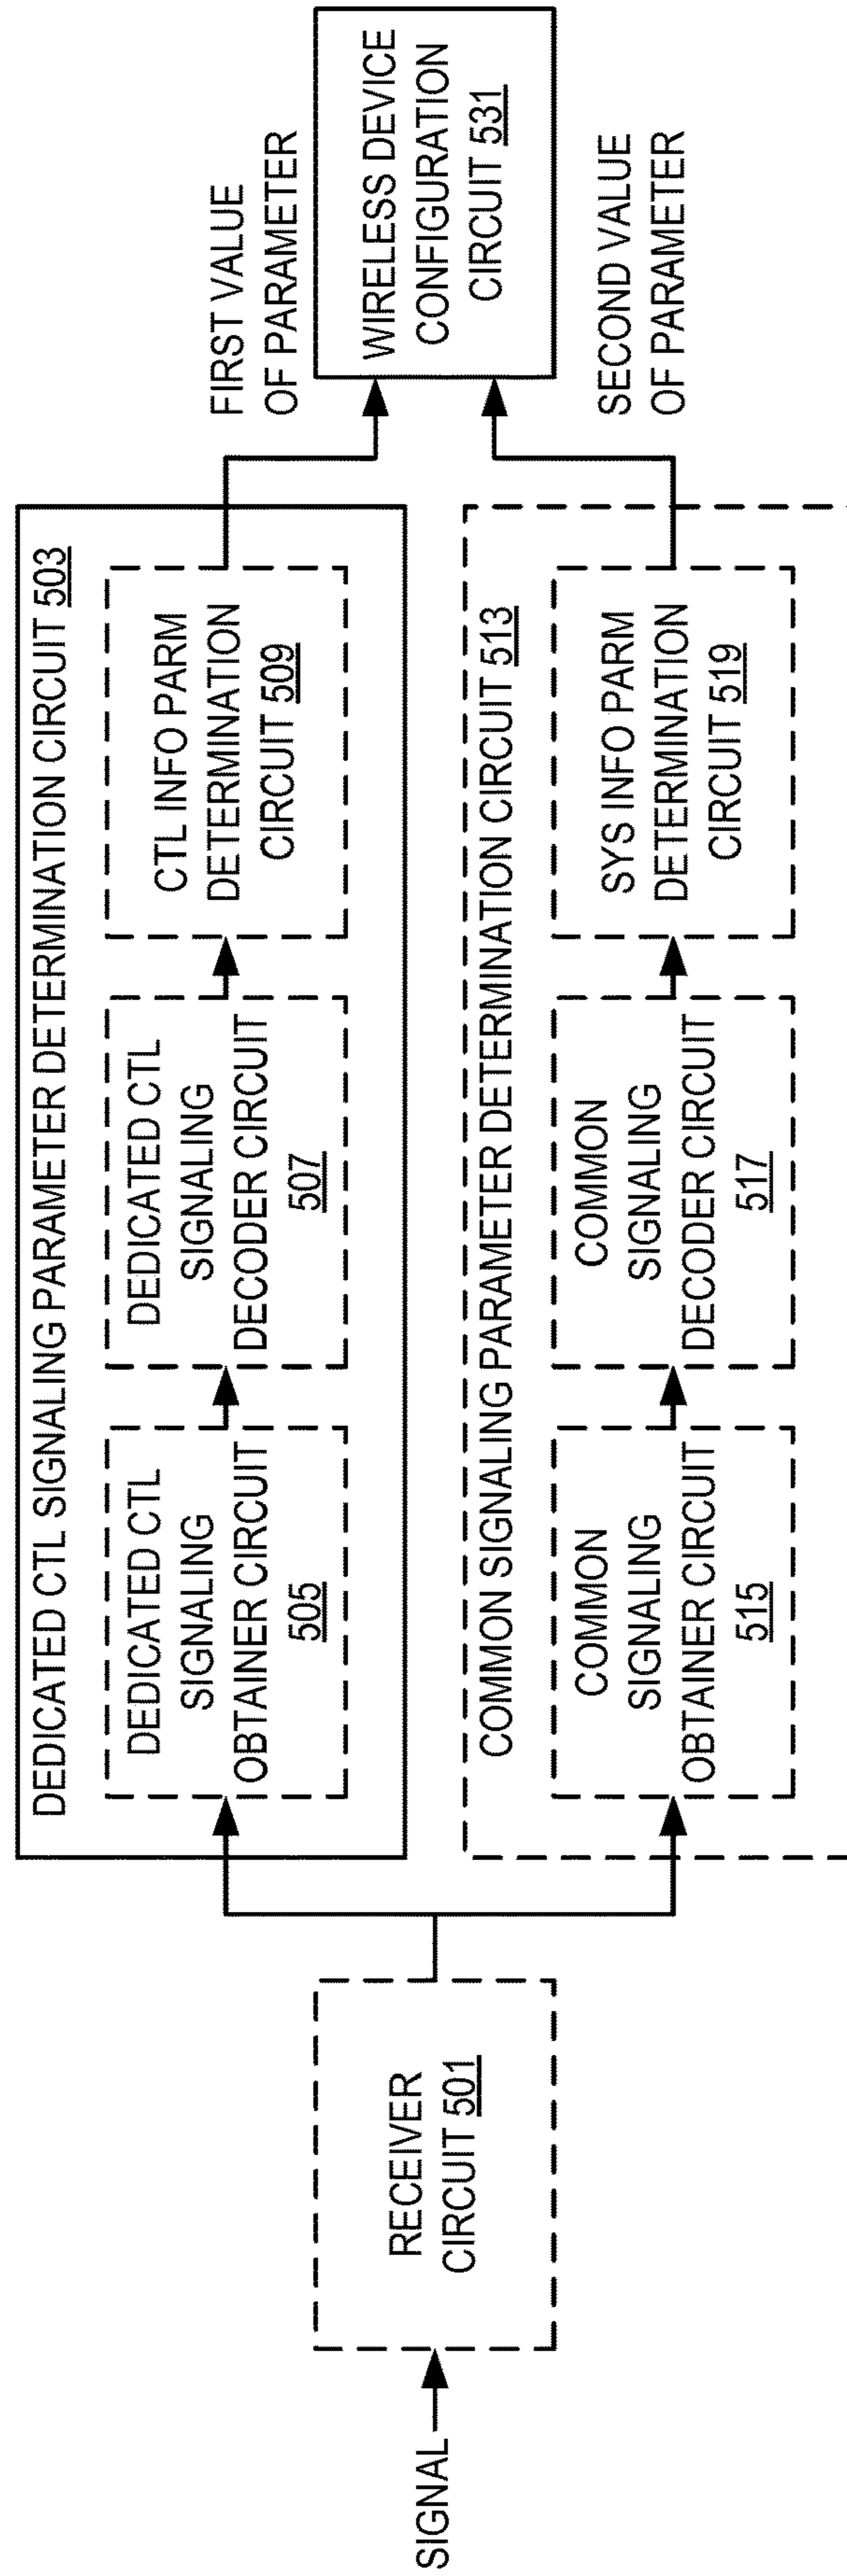 SIGNAL
RECEIVER
CIRCUIT 501
DEDICATED CTL SIGNALING PARAMETER DETERMINATION CIRCUIT 503
DEDICATED CTL
SIGNALING
OBTAINER CIRCUIT
505
DEDICATED CTL
SIGNALING
DECODER CIRCUIT
507
CTL INFO PARM
DETERMINATION
CIRCUIT 509
COMMON SIGNALING PARAMETER DETERMINATION CIRCUIT 513
COMMON
SIGNALING
OBTAINER CIRCUIT
515
COMMON
SIGNALING
DECODER CIRCUIT
517
SYS INFO PARM
DETERMINATION
CIRCUIT 519
FIRST VALUE
OF PARAMETER
WIRELESS DEVICE
CONFIGURATION
CIRCUIT 531
SECOND VALUE
OF PARAMETER